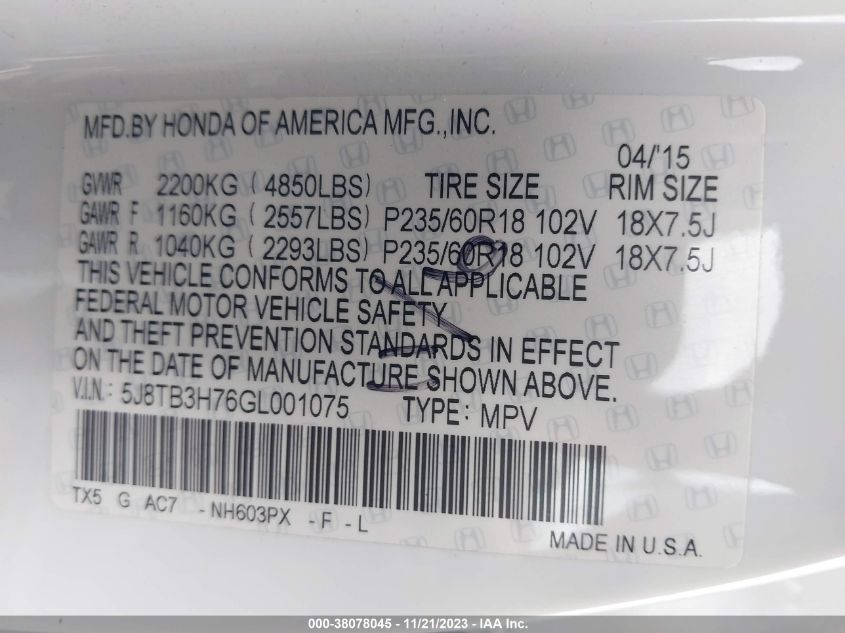 MFD.BY HONDA OF AMERICA MFG.,INC.
04/'15
GVWR 2200KG ( 4850LBS) TIRE SIZE RIM SIZE
GAWR F 1160KG ( 2557LBS) P235/60R18 102V 18X7.5J
GAWR R 1040KG ( 2293LBS) P235/60R18 102V 18X7.5J
THIS VEHICLE CONFORMS TO ALL APPLICABLE
FEDERAL MOTOR VEHICLE SAFETY
AND THEFT PREVENTION STANDARDS IN EFFECT
ON THE DATE OF MANUFACTURE SHOWN ABOVE.
V.I.N.: 5J8TB3H76GL001075 TYPE: MPV
TX5 G AC7 -NH603PX -F -L
MADE IN U.S.A.
000-38078045 - 11/21/2023 - IAA Inc.